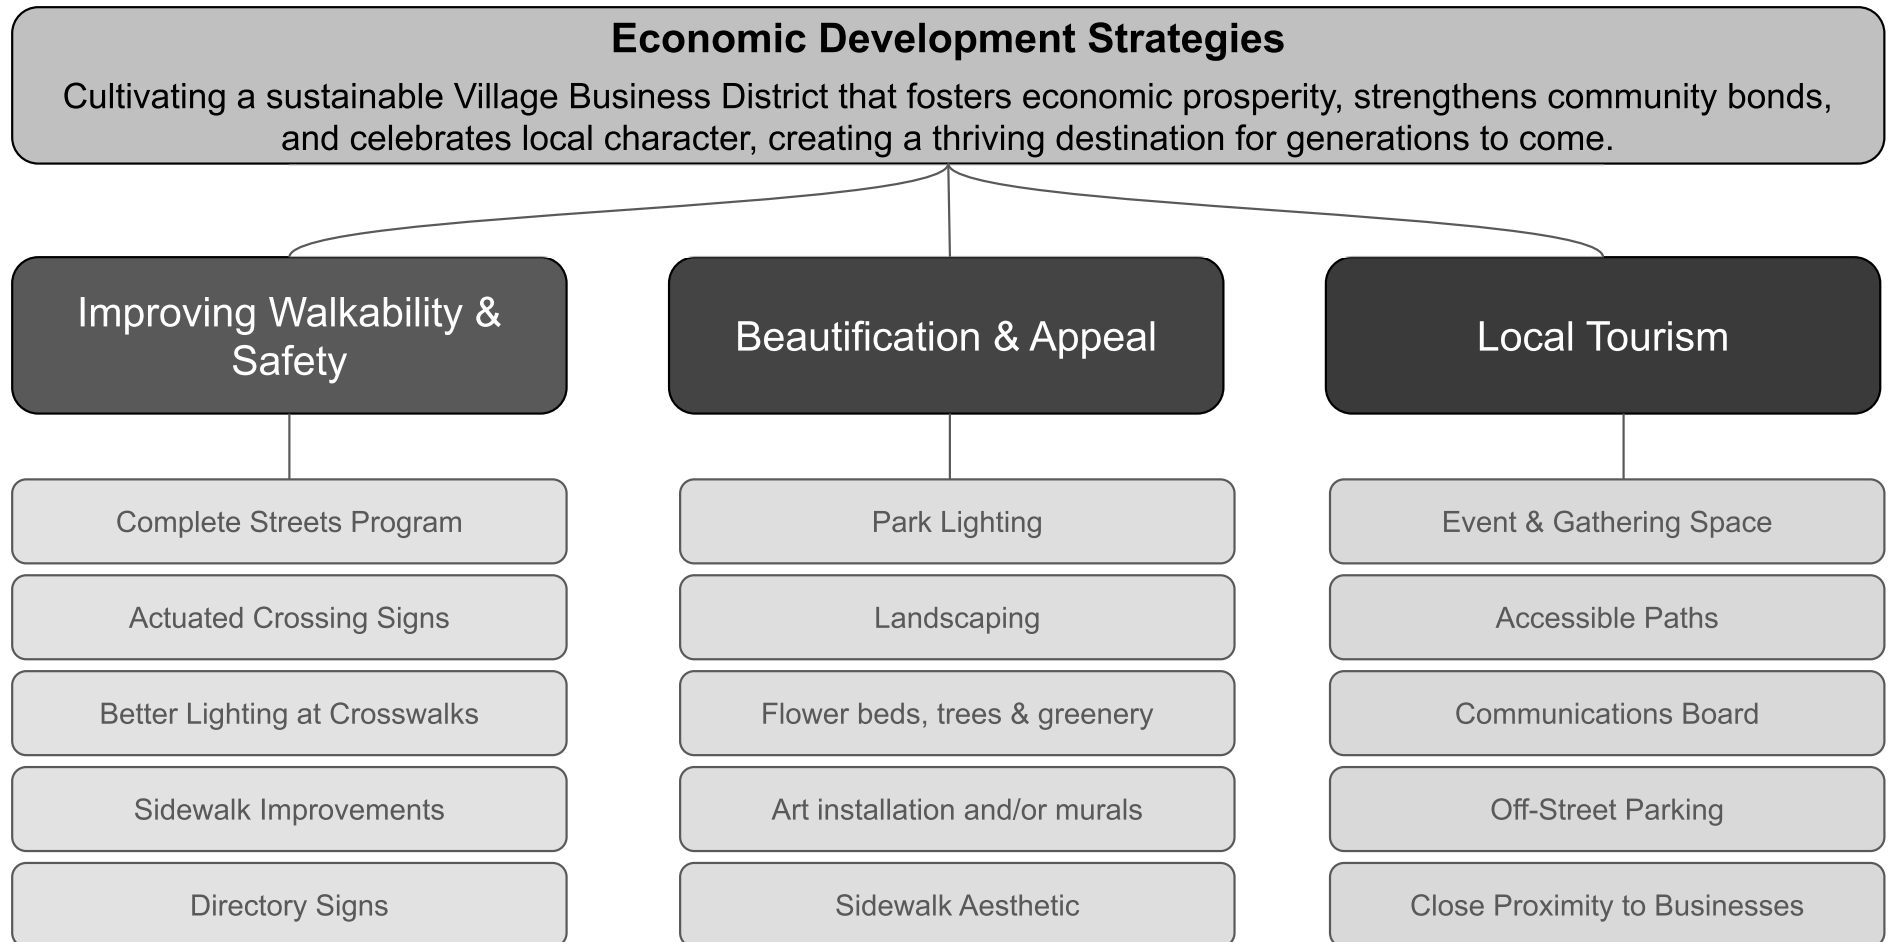 Economic Development Strategies
Cultivating a sustainable Village Business District that fosters economic prosperity, strengthens community bonds,
and celebrates local character, creating a thriving destination for generations to come.
Improving Walkability &
Safety
Complete Streets Program
Actuated Crossing Signs
Better Lighting at Crosswalks
Sidewalk Improvements
Directory Signs
Beautification & Appeal
Park Lighting
Landscaping
Flower beds, trees & greenery
Art installation and/or murals
Sidewalk Aesthetic
Local Tourism
Event & Gathering Space
Accessible Paths
Communications Board
Off-Street Parking
Close Proximity to Businesses